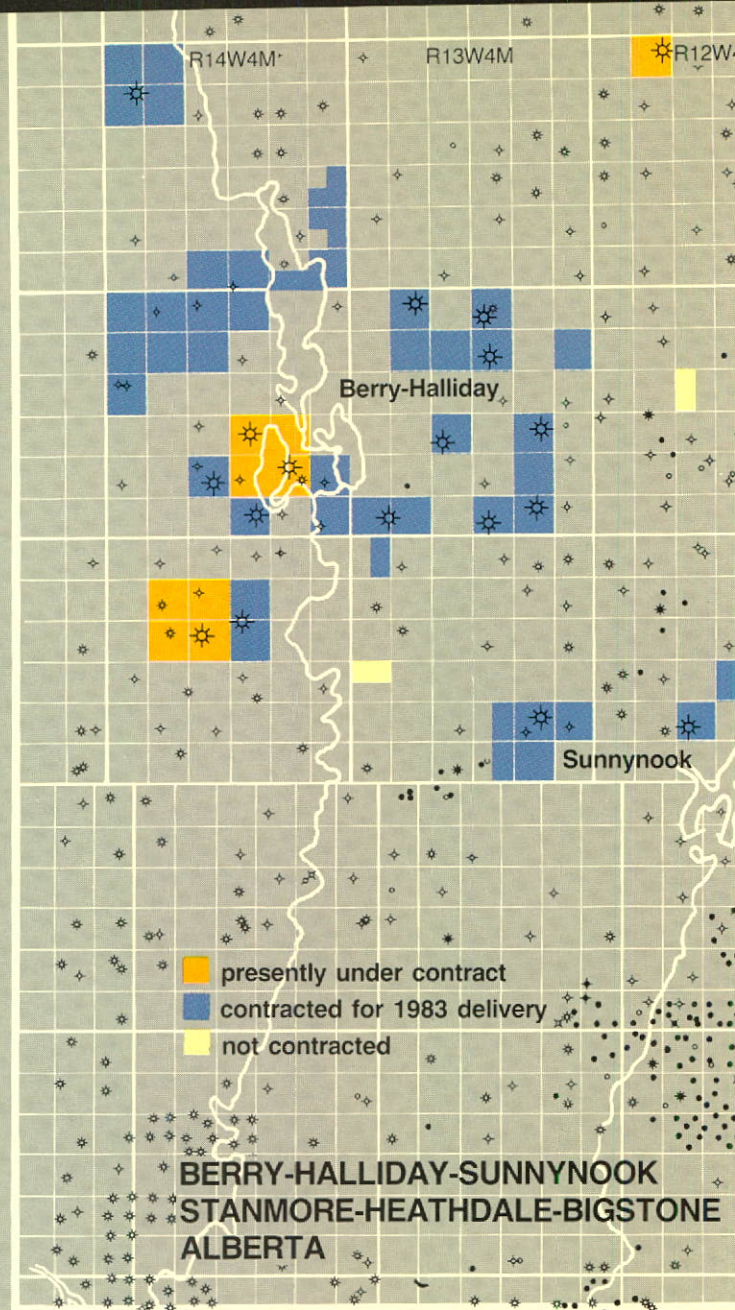 R14W4M
R13W4M
R12W4
Berry-Halliday
Sunnynook
presently under contract
contracted for 1983 delivery
not contracted
BERRY-HALLIDAY-SUNNYNOOK
STANMORE-HEATHDALE-BIGSTONE
ALBERTA